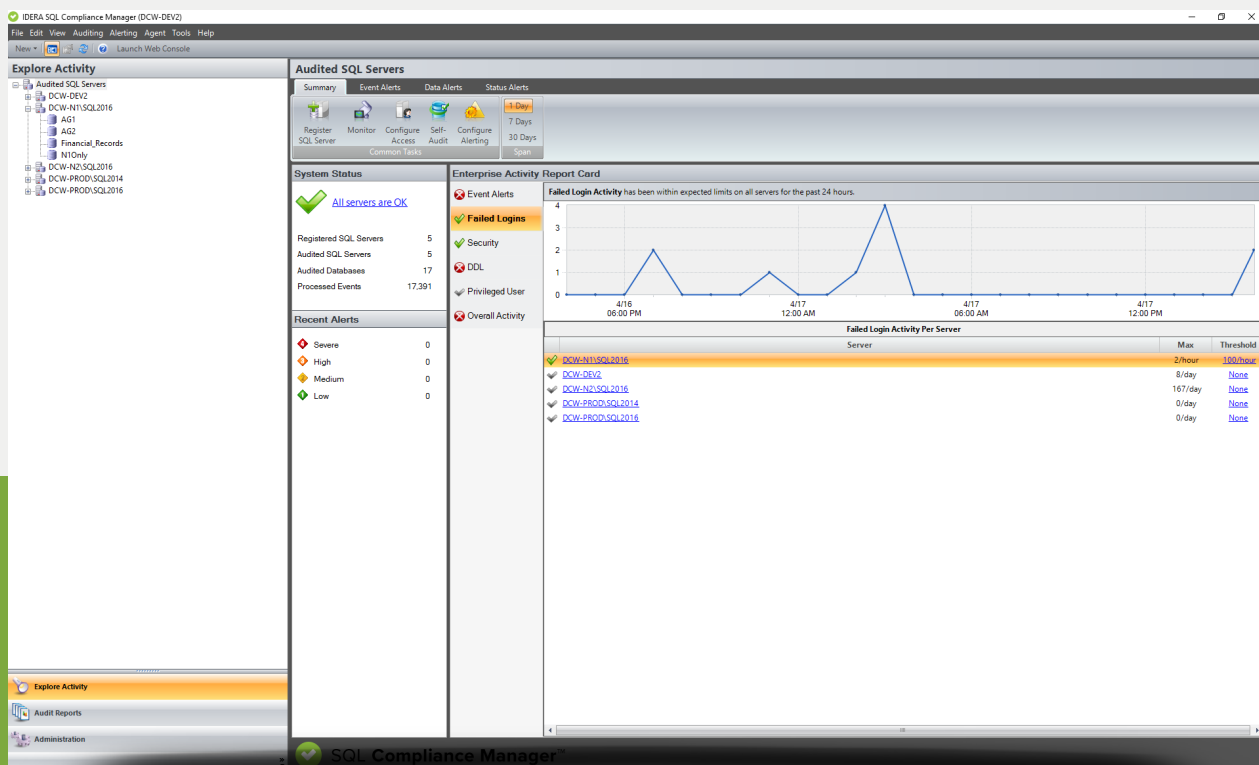 IDERA SQL Compliance Manager (DCW-DEV2)
File Edit View Auditing Alerting Agent Tools Help
New Launch Web Console
Explore Activity
Audited SQL Servers
DCW-DEV2
DCW-N1\SQL2016
AG1
AG2
Financial_Records
N1Only
DCW-N2\SQL2016
DCW-PROD\SQL2014
DCW-PROD\SQL2016
Explore Activity
Audit Reports
Administration
Audited SQL Servers
Summary Event Alerts Data Alerts Status Alerts
Register SQL Server
Monitor
Configure Access
Self-Audit
Configure Alerting
Common Tasks
1 Day
7 Days
30 Days
Span
System Status
All servers are OK
Registered SQL Servers 5
Audited SQL Servers 5
Audited Databases 17
Processed Events 17,391
Recent Alerts
4 Severe 0
3 High 0
2 Medium 0
1 Low 0
Enterprise Activity Report Card
Event Alerts
Failed Logins
Security
DDL
Privileged User
Overall Activity
Failed Login Activity has been within expected limits on all servers for the past 24 hours.
4
3
2
1
0
4/16 06:00 PM
4/17 12:00 AM
4/17 06:00 AM
4/17 12:00 PM
Failed Login Activity Per Server
Server Max Threshold
DCW-N1\SQL2016 2/hour 100/hour
DCW-DEV2 8/day None
DCW-N2\SQL2016 167/day None
DCW-PROD\SQL2014 0/day None
DCW-PROD\SQL2016 0/day None
SQL Compliance Manager™